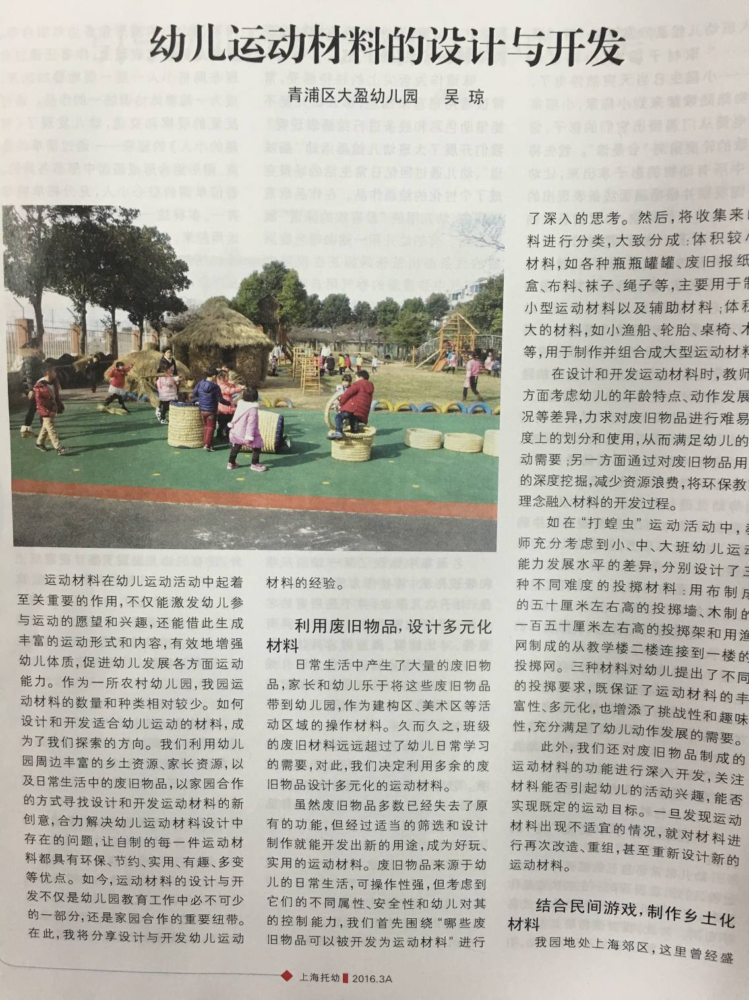 幼儿运动材料的设计与开发
青浦区大盈幼儿园 吴 琼
运动材料在幼儿运动活动中起着
至关重要的作用,不仅能激发幼儿参
与运动的愿望和兴趣,还能借此生成
丰富的运动形式和内容,有效地增强
幼儿体质,促进幼儿发展各方面运动
能力。作为一所农村幼儿园,我园运
动材料的数量和种类相对较少。如何
设计和开发适合幼儿运动的材料,成
为了我们探索的方向。我们利用幼儿
园周边丰富的乡土资源、家长资源,以
及日常生活中的废旧物品,以家园合作
的方式寻找设计和开发运动材料的新
创意,合力解决幼儿运动材料设计中
存在的问题,让自制的每一件运动材
料都具有环保、节约、实用、有趣、多变
等优点。如今,运动材料的设计与开
发不仅是幼儿园教育工作中必不可少
的一部分,还是家园合作的重要纽带。
在此,我将分享设计与开发幼儿运动
材料的经验。
利用废旧物品,设计多元化
材料
日常生活中产生了大量的废旧物
品,家长和幼儿乐于将这些废旧物品
带到幼儿园,作为建构区、美术区等活
动区域的操作材料。久而久之,班级
的废旧材料远远超过了幼儿日常学习
的需要,对此,我们决定利用多余的废
旧物品设计多元化的运动材料。
虽然废旧物品多数已经失去了原
有的功能,但经过适当的筛选和设计
制作就能开发出新的用途,成为好玩、
实用的运动材料。废旧物品来源于幼
儿的日常生活,可操作性强,但考虑到
它们的不同属性、安全性和幼儿对其
的控制能力,我们首先围绕“哪些废
旧物品可以被开发为运动材料”进行
了深入的思考。然后,将收集来
料进行分类,大致分成:体积较
材料,如各种瓶瓶罐罐、废旧报纸
盒、布料、袜子、绳子等,主要用于
小型运动材料以及辅助材料;体
大的材料,如小渔船、轮胎、桌椅、
等,用于制作并组合成大型运动材料
在设计和开发运动材料时,教师
方面考虑幼儿的年龄特点、动作发展
况等差异,力求对废旧物品进行难易
度上的划分和使用,从而满足幼儿的
动需要;另一方面通过对废旧物品用
的深度挖掘,减少资源浪费,将环保教
理念融入材料的开发过程。
如在“打蝗虫”运动活动中,
师充分考虑到小、中、大班幼儿运
能力发展水平的差异,分别设计了三
种不同难度的投掷材料:用布制成
的五十厘米左右高的投掷墙、木制的
一百五十厘米左右高的投掷架和用渔
网制成的从教学楼二楼连接到一楼的
投掷网。三种材料对幼儿提出了不同
的投掷要求,既保证了运动材料的丰
富性、多元化,也增添了挑战性和趣味
性,充分满足了幼儿动作发展的需要。
此外,我们还对废旧物品制成的
运动材料的功能进行深入开发,关注
材料能否引起幼儿的活动兴趣,能否
实现既定的运动目标。一旦发现运动
材料出现不适宜的情况,就对材料进
行再次改造、重组,甚至重新设计新的
运动材料。
结合民间游戏,制作乡土化
材料
我园地处上海郊区,这里曾经盛
上海托幼 2016.3A